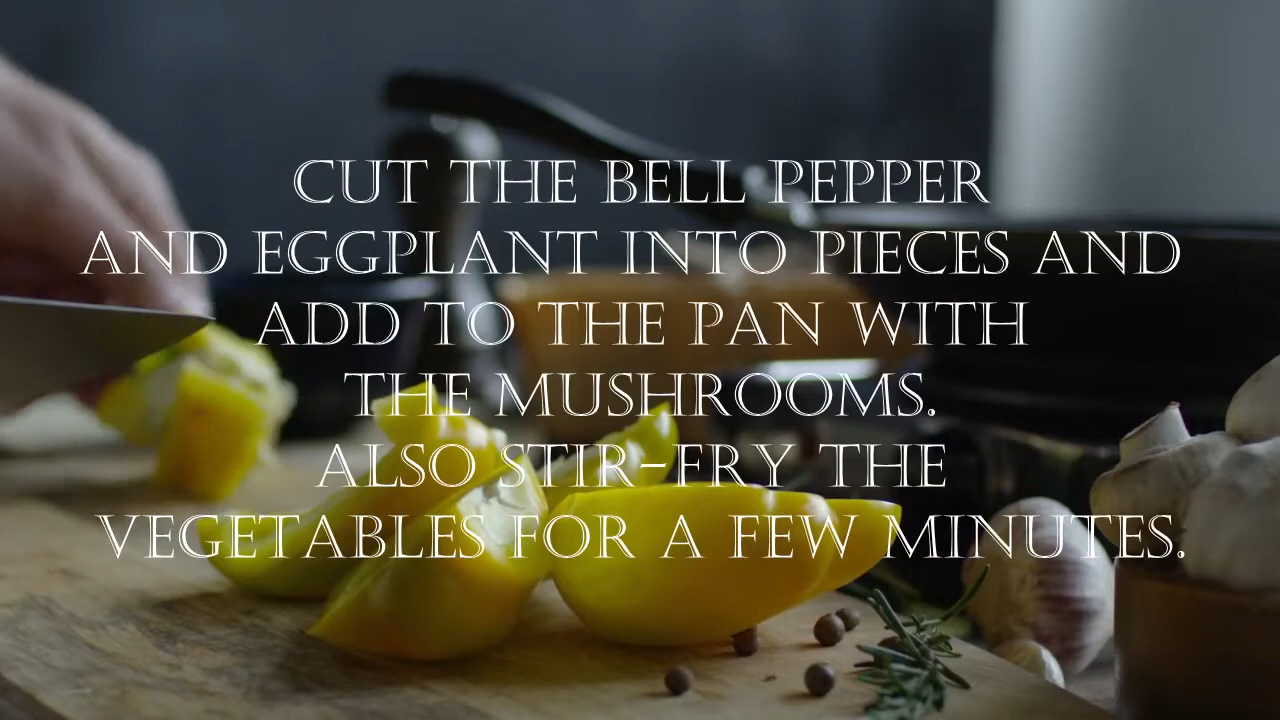 CUT THE BELL PEPPER
AND EGGPLANT INTO PIECES AND
ADD TO THE PAN WITH
THE MUSHROOMS.
ALSO STIR-FRY THE
VEGETABLES FOR A FEW MINUTES.